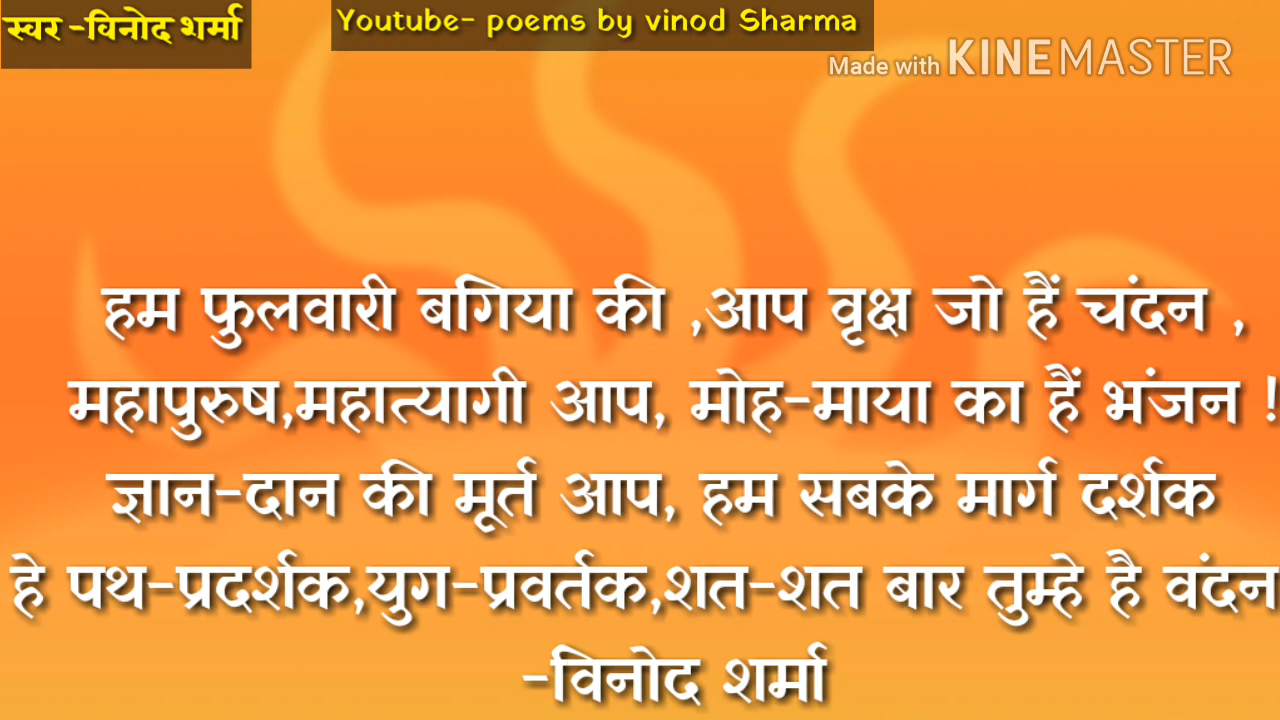 स्वर -विनोद शर्मा
Youtube- poems by vinod Sharma
Made with KINEMASTER
हम फुलवारी बगिया की ,आप वृक्ष जो हैं चंदन ,
महापुरुष,महात्यागी आप, मोह-माया का हैं भंजन !
ज्ञान-दान की मूर्त आप, हम सबके मार्ग दर्शक
हे पथ-प्रदर्शक,युग-प्रवर्तक,शत-शत बार तुम्हे है वंदन
-विनोद शर्मा